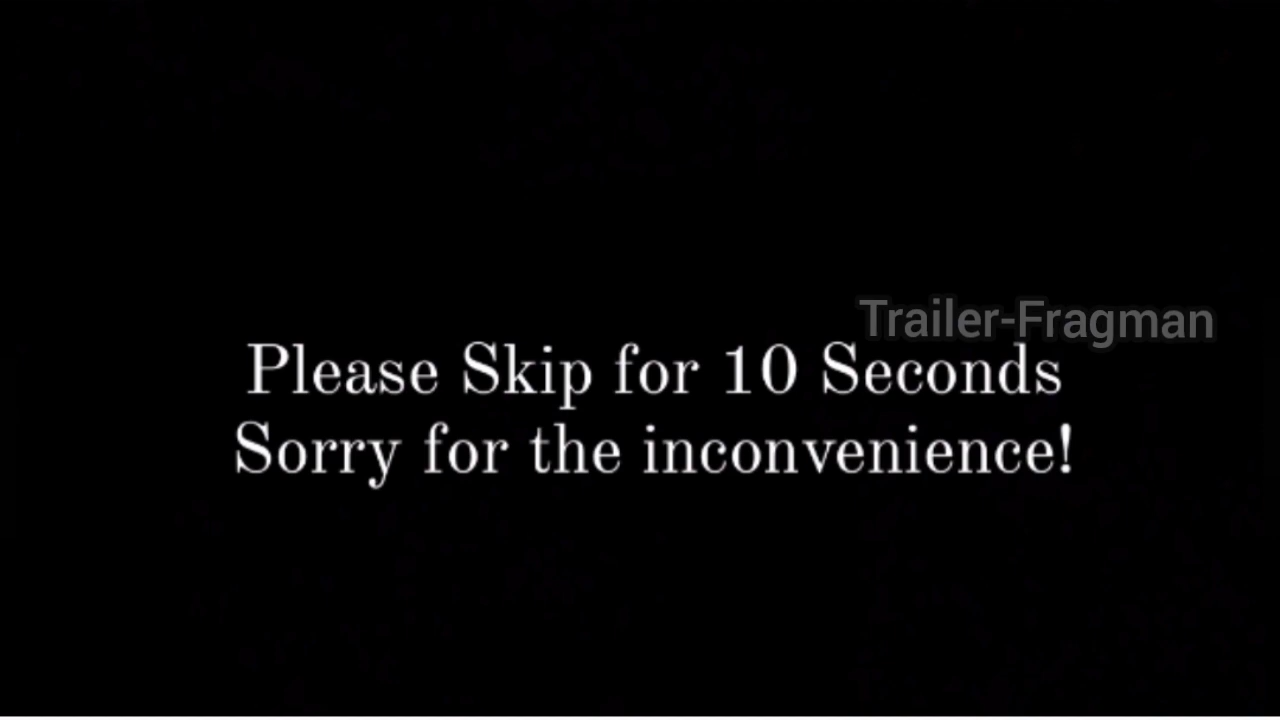 Trailer-Fragman
Please Skip for 10 Seconds
Sorry for the inconvenience!